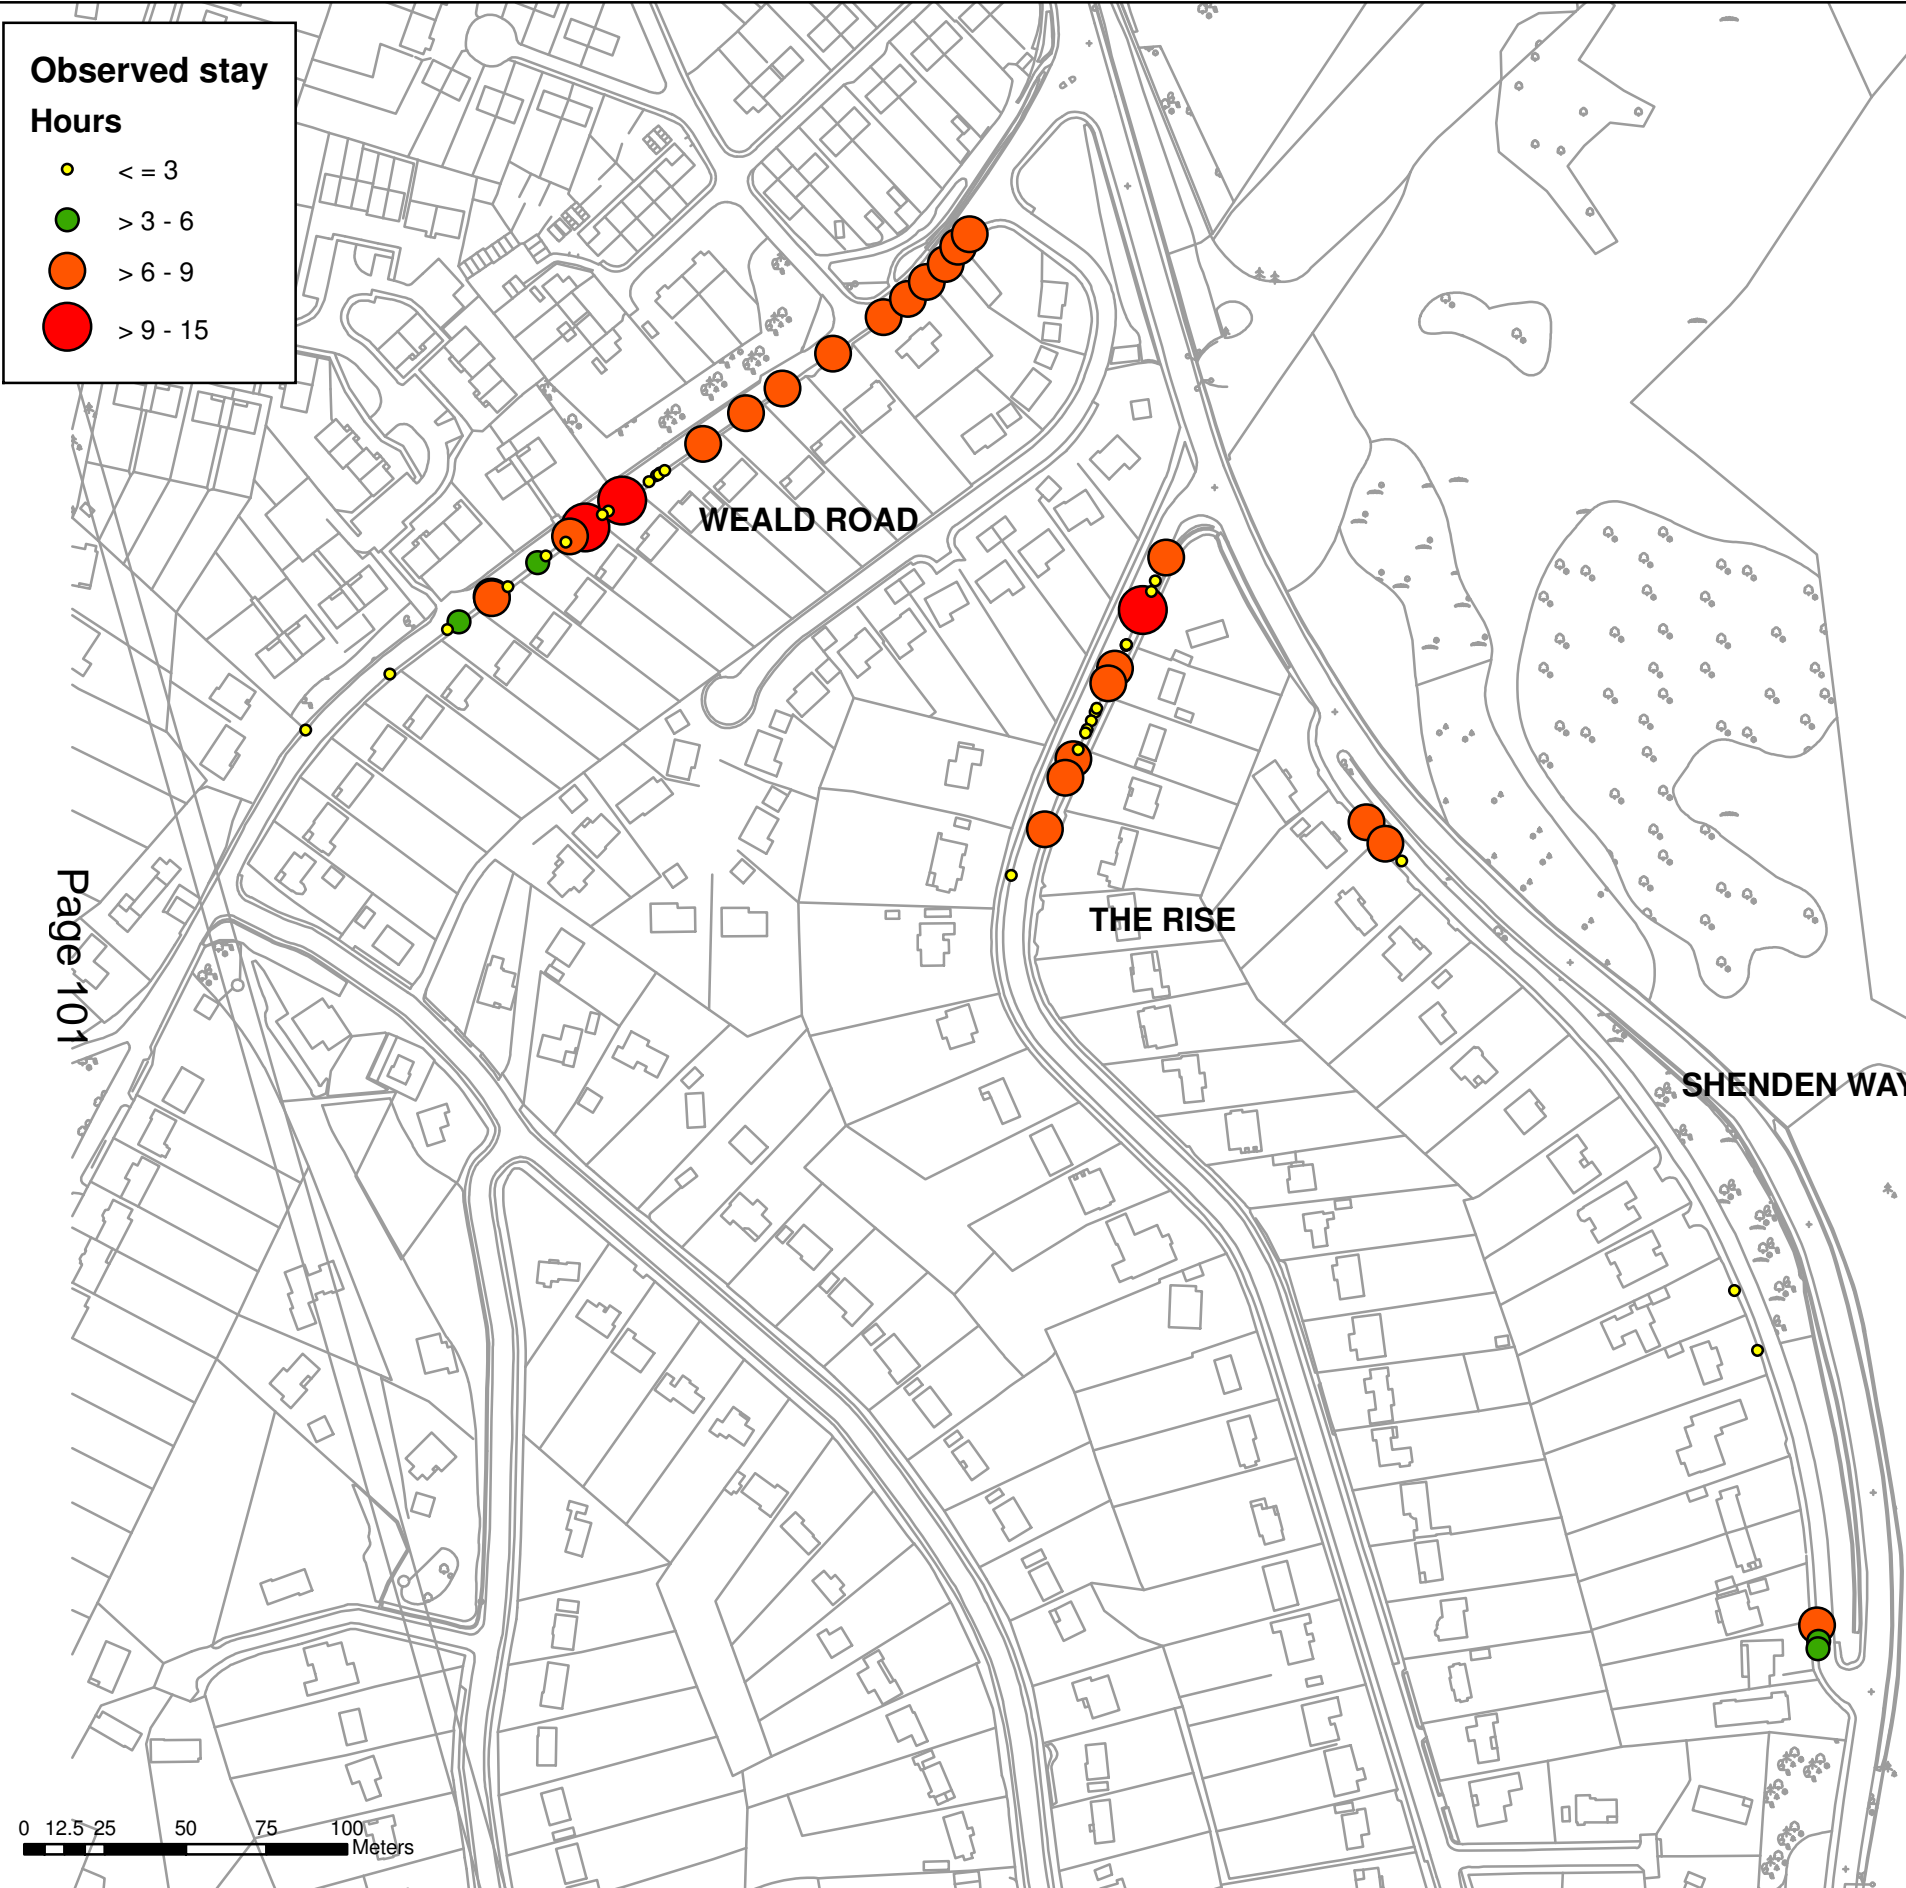 Observed stay
Hours
< = 3
> 3 - 6
> 6 - 9
> 9 - 15
WEALD ROAD
THE RISE
SHENDEN WAY
Page 101
0 12.5 25 50 75 100
Meters